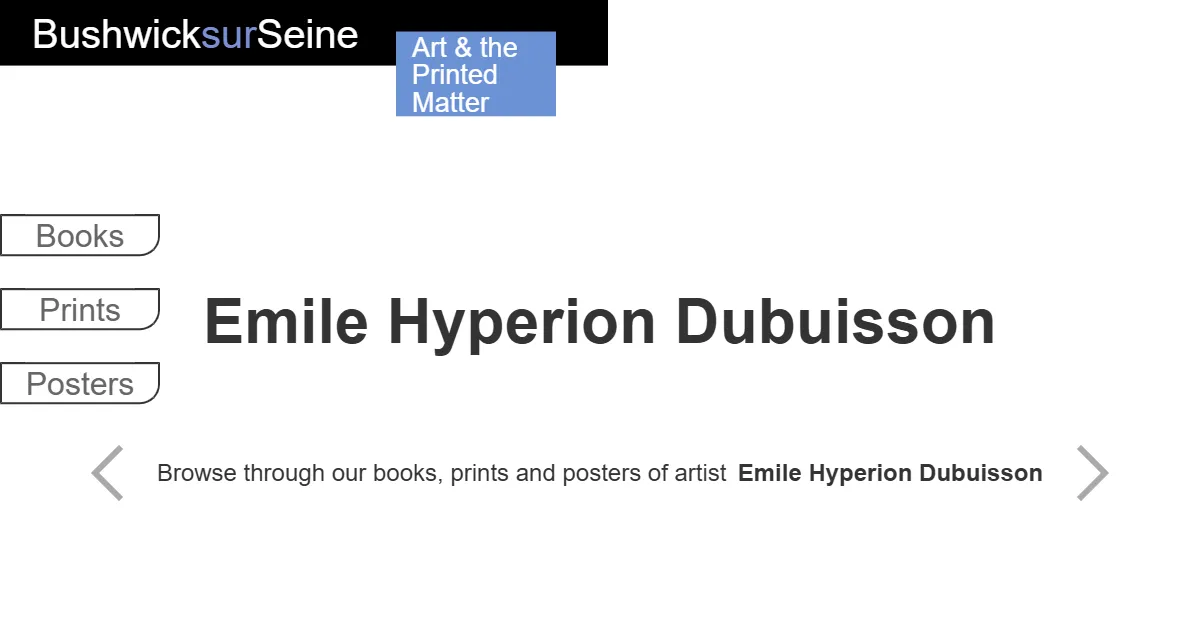 BushwicksurSeine
Art & the
Printed
Matter
Books
Prints
Emile Hyperion Dubuisson
Posters
Browse through our books, prints and posters of artist Emile Hyperion Dubuisson